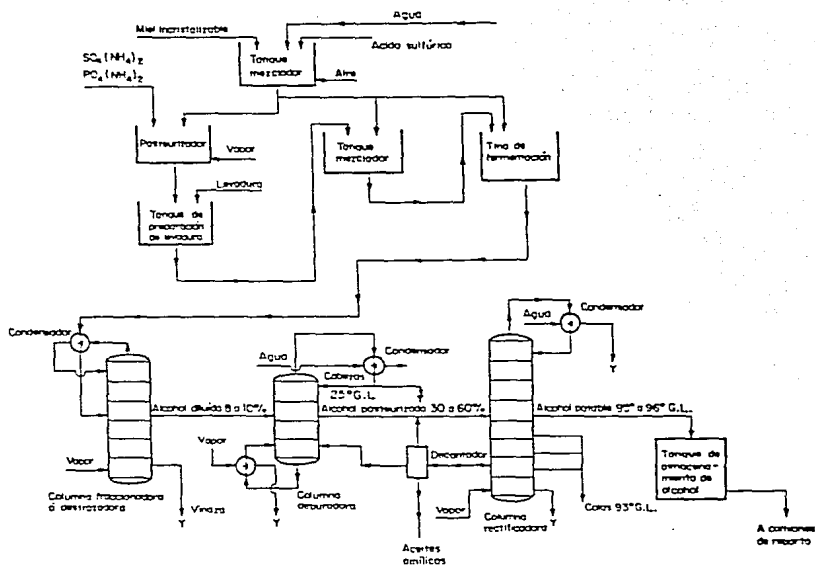 Agua
Miel incristalizable
Acido sulfúrico
SO₄(NH₄)₂
PO₄(NH₄)₂
Tanque
mezclador
Aire
Pasteurizador
Vapor
Tanque
mezclador
Tina de
fermentación
Levadura
Tanque de
preparación
de levadura
Condensador
Agua
Condensador
Cabezas
25°G.L.
Agua
Condensador
Alcohol diluido 8 a 10%
Alcohol pasteurizado 30 a 60%
Alcohol potable 95° a 96° G.L.
Vapor
Vapor
Decantador
Tanque de
almacena-
miento de
alcohol
Columna fraccionadora
ó destrozadora
Vinaza
Columna
depuradora
Vapor
Columna
rectificadora
Colas 93°G.L.
A camiones
de reparto
Aceites
amílicos